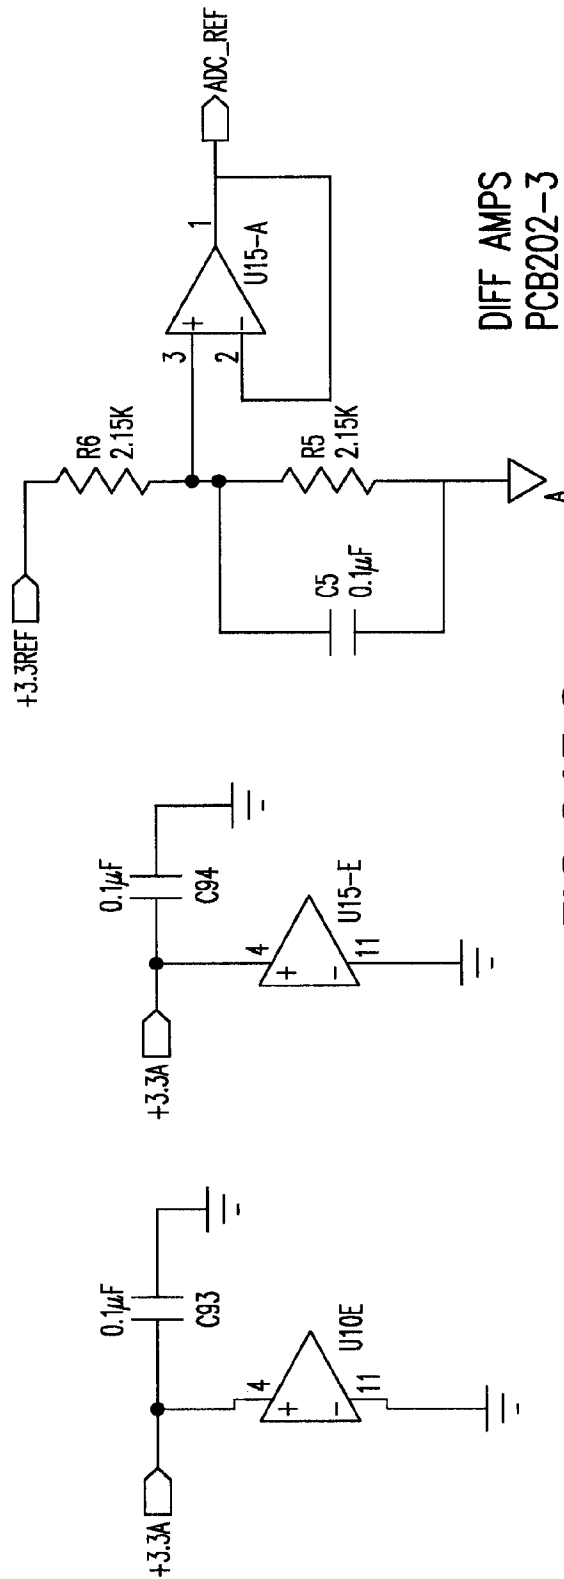 +3.3A
0.1µF
C93
4
+
-
11
U10E
+3.3A
0.1µF
C94
4
+
-
11
U15-E
+3.3REF
R6
2.15K
C5
0.1µF
R5
2.15K
A
3
+
2
-
1
U15-A
ADC_REF
DIFF AMPS
PCB202-3